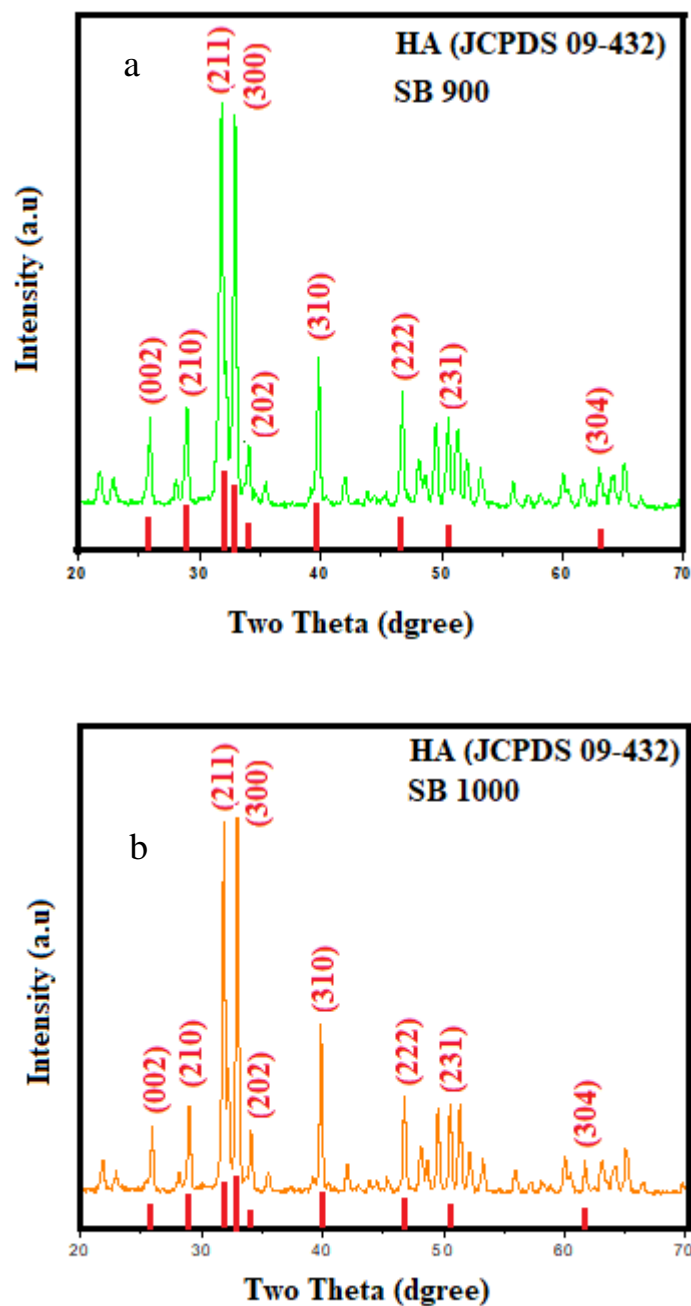 a
HA (JCPDS 09-432)
SB 900
(002)
(210)
(211)
(300)
(202)
(310)
(222)
(231)
(304)
Intensity (a.u)
20 30 40 50 60 70
Two Theta (dgree)
b
HA (JCPDS 09-432)
SB 1000
(002)
(210)
(211)
(300)
(202)
(310)
(222)
(231)
(304)
Intensity (a.u)
20 30 40 50 60 70
Two Theta (dgree)